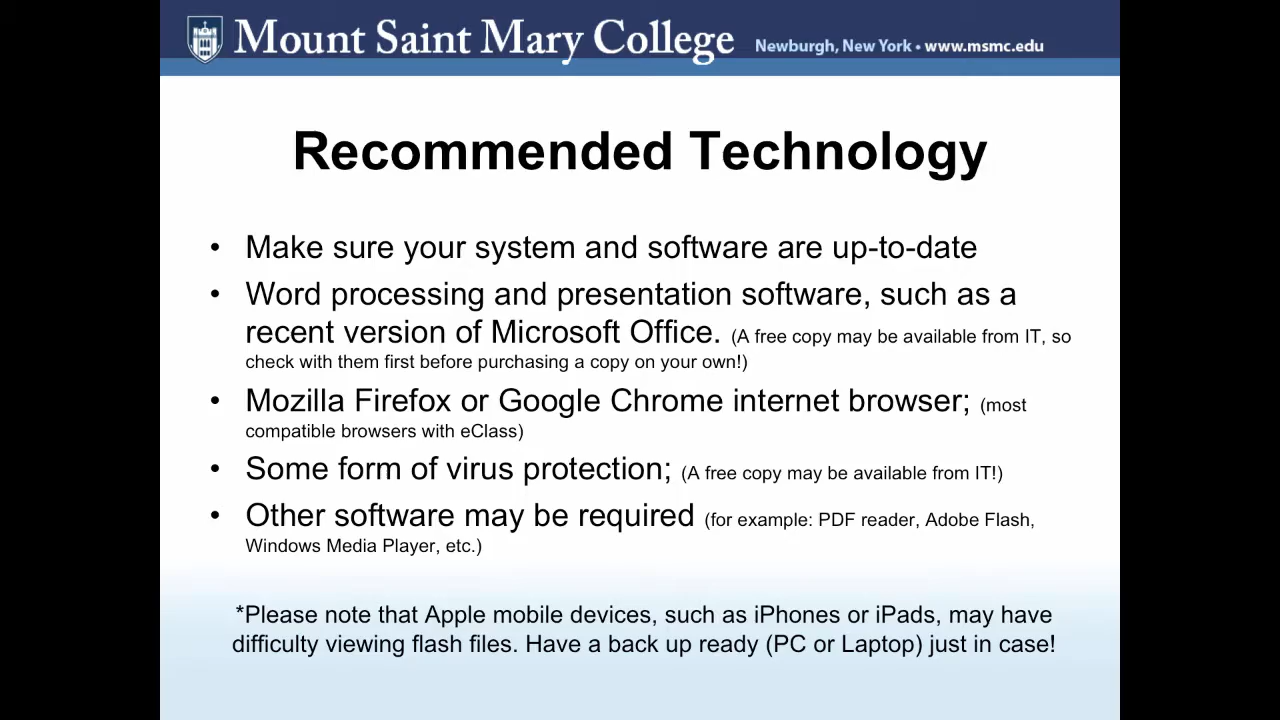 Mount Saint Mary College Newburgh, New York • www.msmc.edu
Recommended Technology
• Make sure your system and software are up-to-date
• Word processing and presentation software, such as a
recent version of Microsoft Office. (A free copy may be available from IT, so
check with them first before purchasing a copy on your own!)
• Mozilla Firefox or Google Chrome internet browser; (most
compatible browsers with eClass)
• Some form of virus protection; (A free copy may be available from IT!)
• Other software may be required (for example: PDF reader, Adobe Flash,
Windows Media Player, etc.)
*Please note that Apple mobile devices, such as iPhones or iPads, may have
difficulty viewing flash files. Have a back up ready (PC or Laptop) just in case!